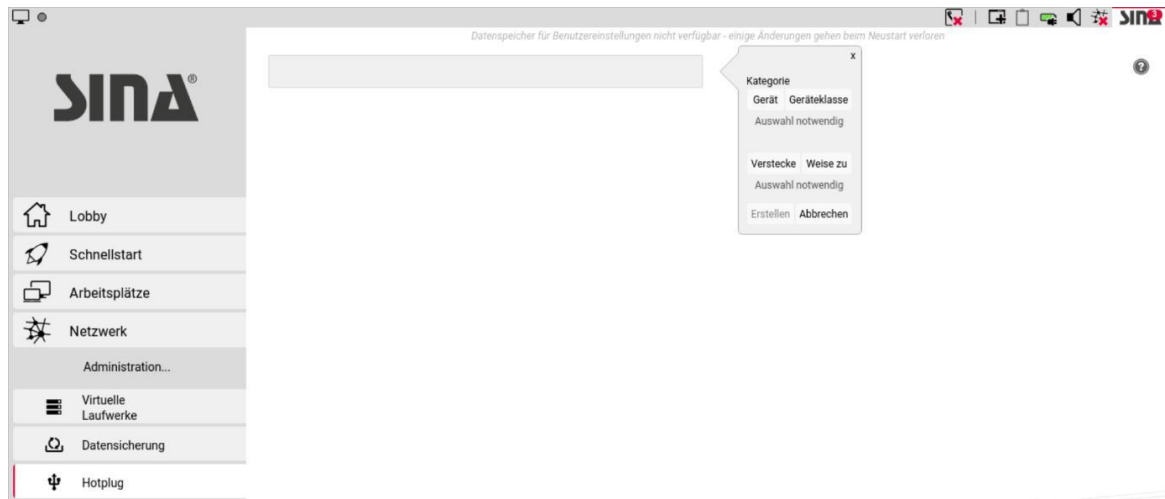 SINA 3
Datenspeicher für Benutzereinstellungen nicht verfügbar - einige Änderungen gehen beim Neustart verloren
x
?
SINA®
Kategorie
Gerät Geräteklasse
Auswahl notwendig
Verstecke Weise zu
Auswahl notwendig
Erstellen Abbrechen
Lobby
Schnellstart
Arbeitsplätze
Netzwerk
Administration...
Virtuelle
Laufwerke
Datensicherung
Hotplug